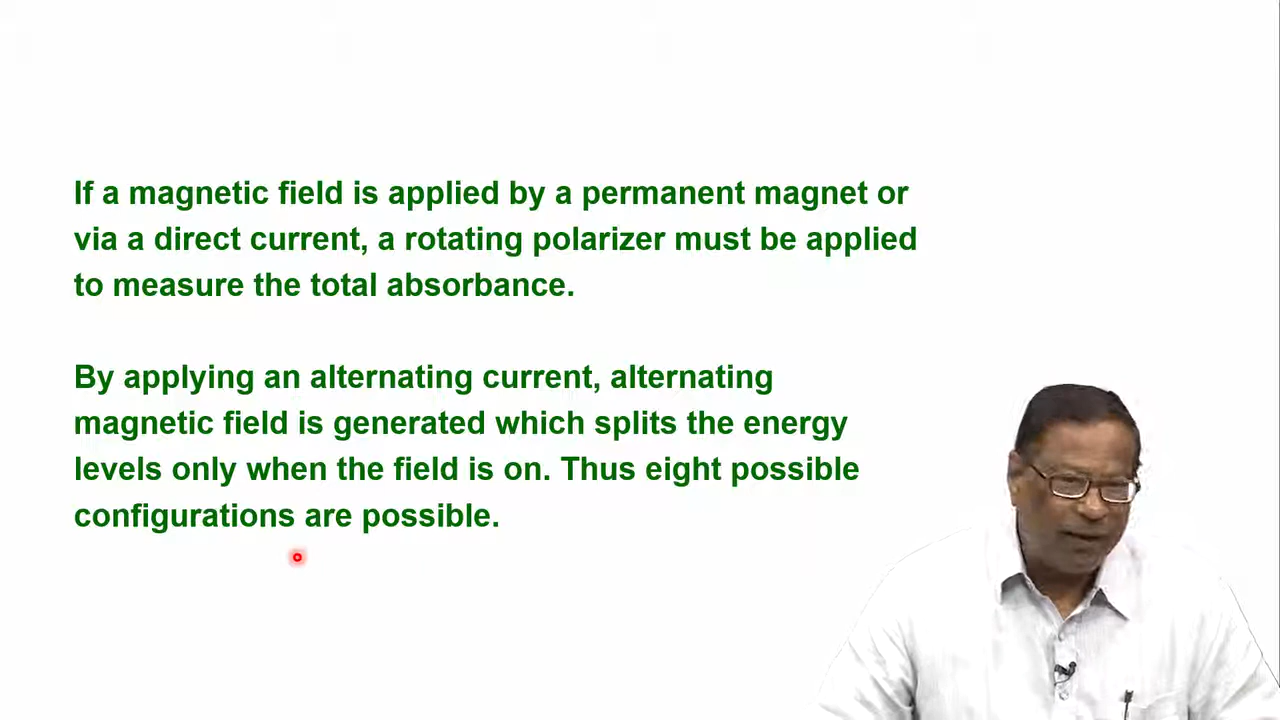 If a magnetic field is applied by a permanent magnet or
via a direct current, a rotating polarizer must be applied
to measure the total absorbance.
By applying an alternating current, alternating
magnetic field is generated which splits the energy
levels only when the field is on. Thus eight possible
configurations are possible.